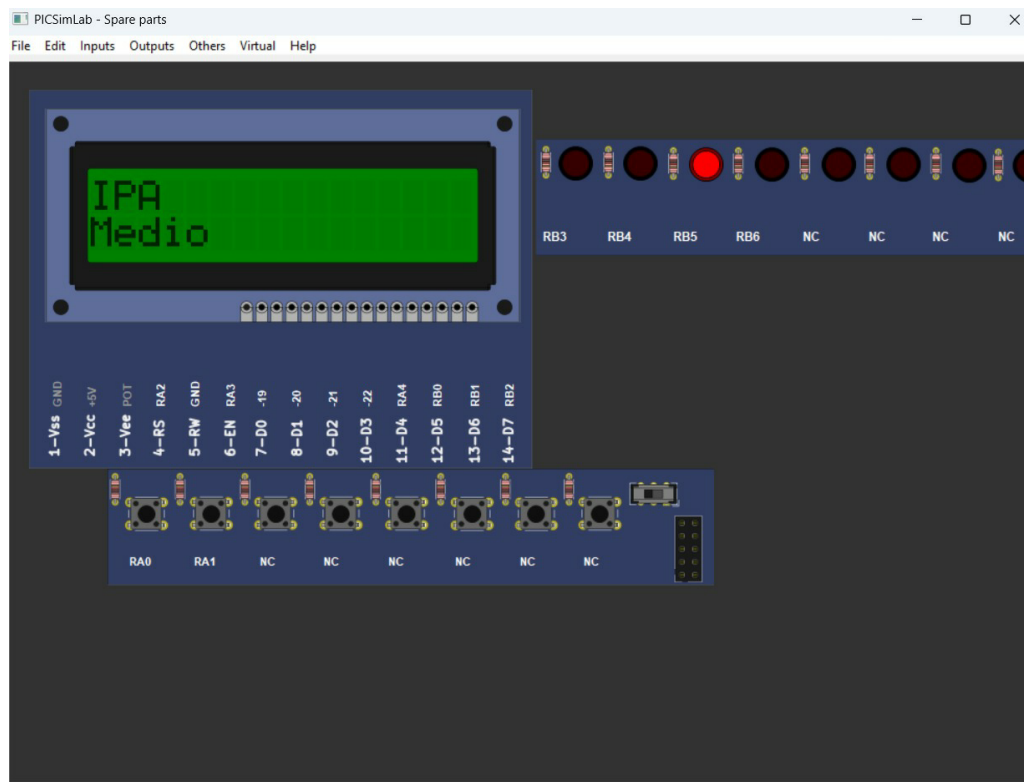 PICSimLab - Spare parts
File Edit Inputs Outputs Others Virtual Help
IPA
Medio
RB3 RB4 RB5 RB6 NC NC NC NC
1-Vss GND
2-Vcc +5V
3-Vee POT
4-RS RA2
5-RW GND
6-EN RA3
7-D0 -19
8-D1 -20
9-D2 -21
10-D3 -22
11-D4 RA4
12-D5 RB0
13-D6 RB1
14-D7 RB2
RA0 RA1 NC NC NC NC NC NC